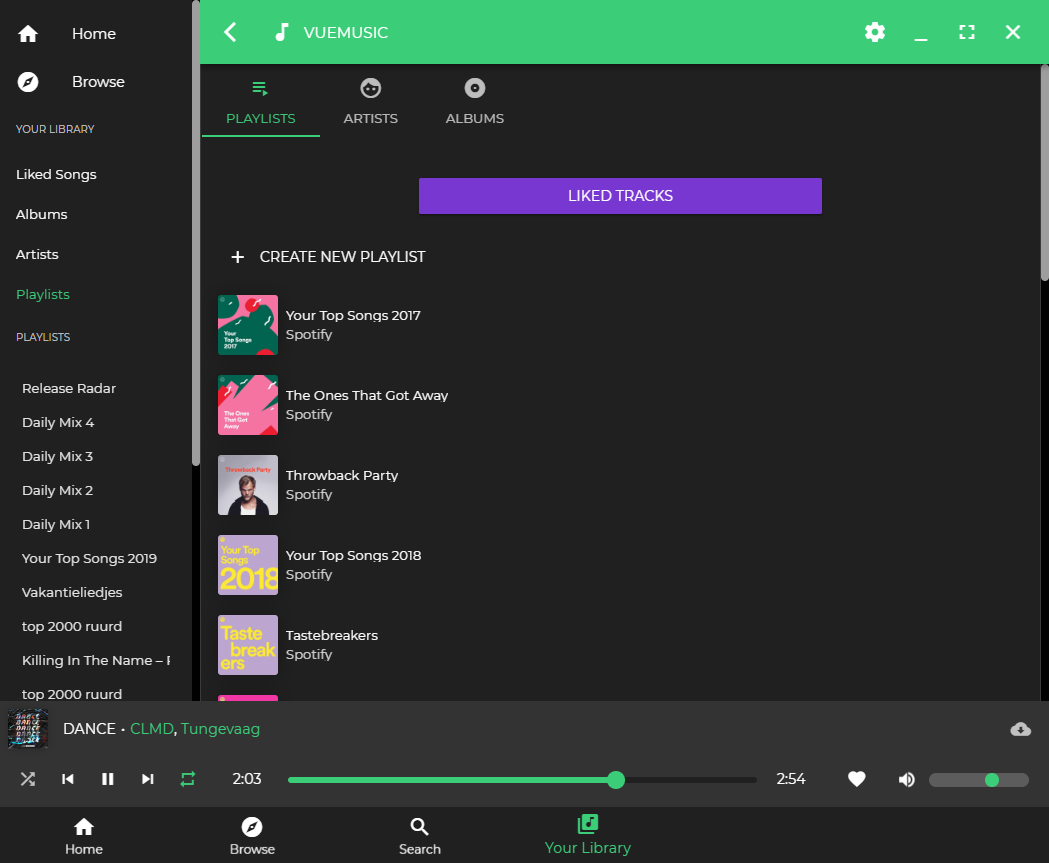 Home
Browse
YOUR LIBRARY
Liked Songs
Albums
Artists
Playlists
PLAYLISTS
Release Radar
Daily Mix 4
Daily Mix 3
Daily Mix 2
Daily Mix 1
Your Top Songs 2019
Vakantieliedjes
top 2000 ruurd
Killing In The Name –
top 2000 ruurd
VUEMUSIC
PLAYLISTS
ARTISTS
ALBUMS
LIKED TRACKS
CREATE NEW PLAYLIST
Your
Top Songs
2017
Your Top Songs 2017
Spotify
The Ones
That Got
Away
The Ones That Got Away
Spotify
Throwback Party
Throwback Party
Spotify
Your Top
Songs
2018
Your Top Songs 2018
Spotify
Taste
break
ers
Tastebreakers
Spotify
DANCE
DANCE
DANCE
DANCE • CLMD, Tungevaag
2:03
2:54
Home
Browse
Search
Your Library